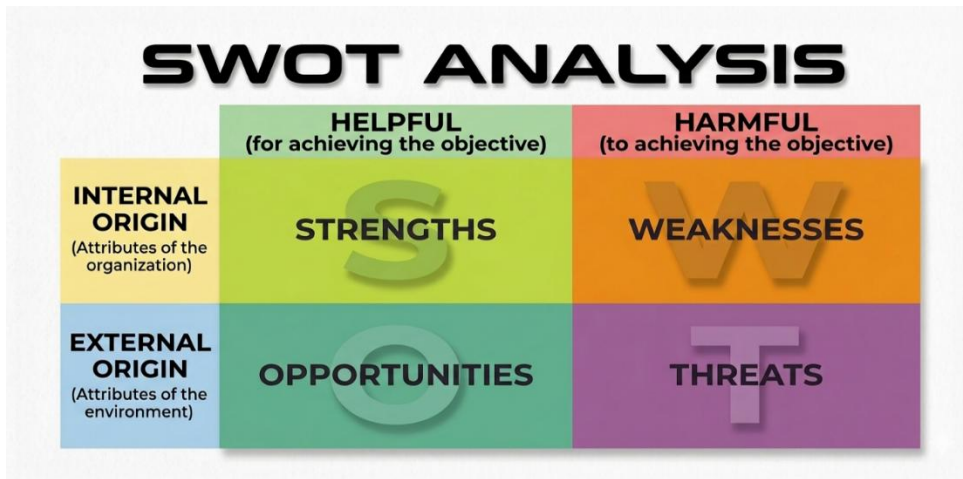 SWOT ANALYSIS
HELPFUL
(for achieving the objective)
HARMFUL
(to achieving the objective)
INTERNAL
ORIGIN
(Attributes of the
organization)
S
STRENGTHS
W
WEAKNESSES
EXTERNAL
ORIGIN
(Attributes of the
environment)
O
OPPORTUNITIES
T
THREATS